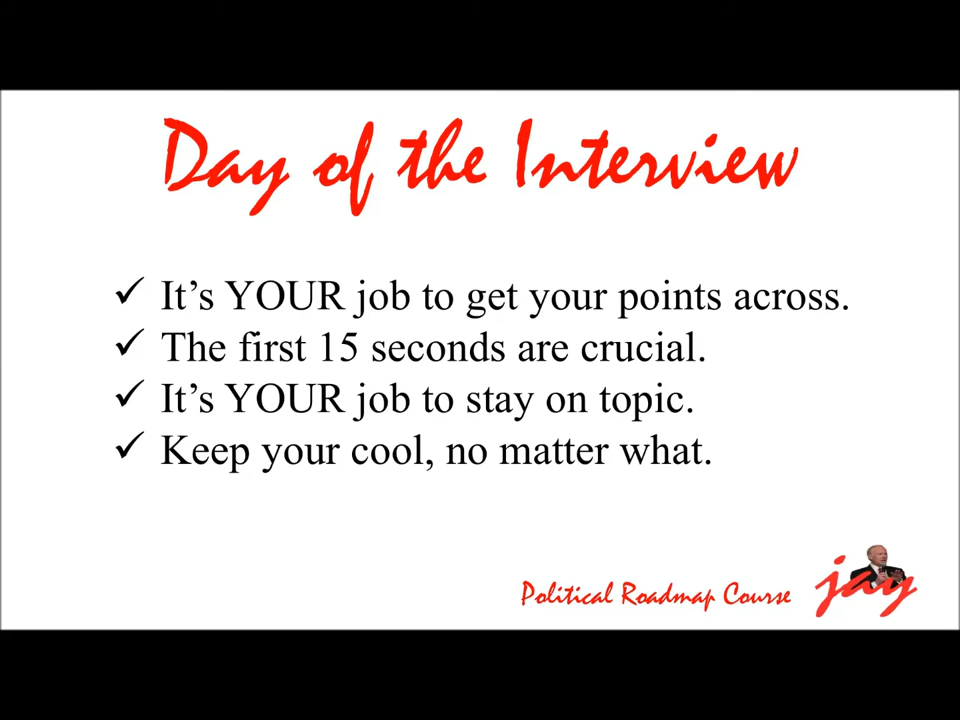 Day of the Interview
✓ It's YOUR job to get your points across.
✓ The first 15 seconds are crucial.
✓ It's YOUR job to stay on topic.
✓ Keep your cool, no matter what.
Political Roadmap Course
jay